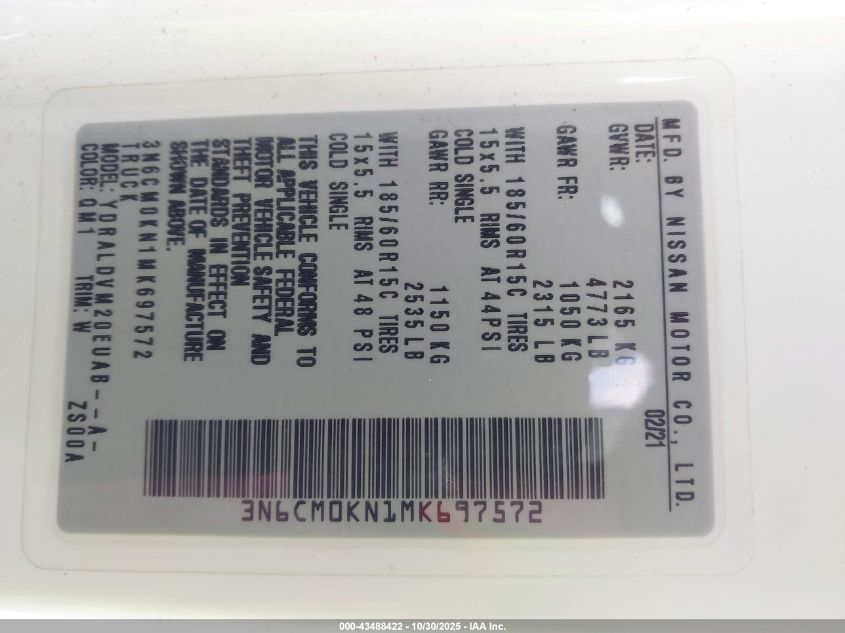 MFD. BY NISSAN MOTOR CO., LTD.
DATE: 02/21
GVWR: 2165 KG
4773 LB
GAWR FR: 1050 KG
2315 LB
WITH 185/60R15C TIRES
15x5.5 RIMS AT 44PSI
COLD SINGLE
GAWR RR: 1150 KG
2535 LB
WITH 185/60R15C TIRES
15x5.5 RIMS AT 48 PSI
COLD SINGLE
THIS VEHICLE CONFORMS TO
ALL APPLICABLE FEDERAL
MOTOR VEHICLE SAFETY AND
THEFT PREVENTION
STANDARDS IN EFFECT ON
THE DATE OF MANUFACTURE
SHOWN ABOVE.
3N6CM0KN1MK697572
TRUCK
MODEL: YDRALDVM20EUAB--A-
COLOR: QM1 TRIM: W ZS00A
3N6CM0KN1MK697572
000-43488422 - 10/30/2025 - IAA Inc.